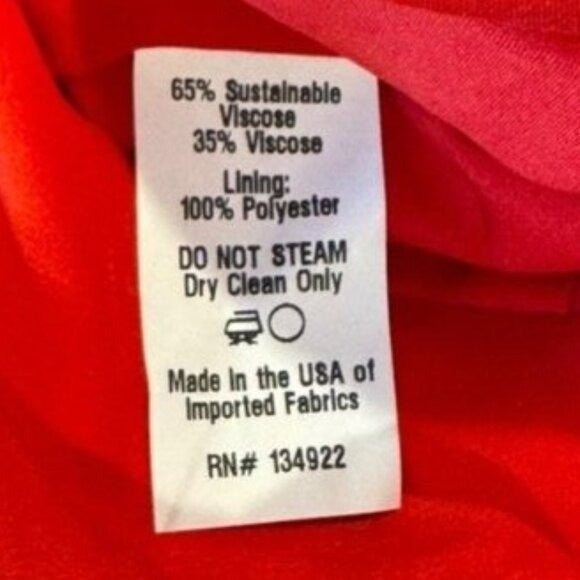 65% Sustainable
Viscose
35% Viscose
Lining:
100% Polyester
DO NOT STEAM
Dry Clean Only
Made in the USA of
Imported Fabrics
RN# 134922